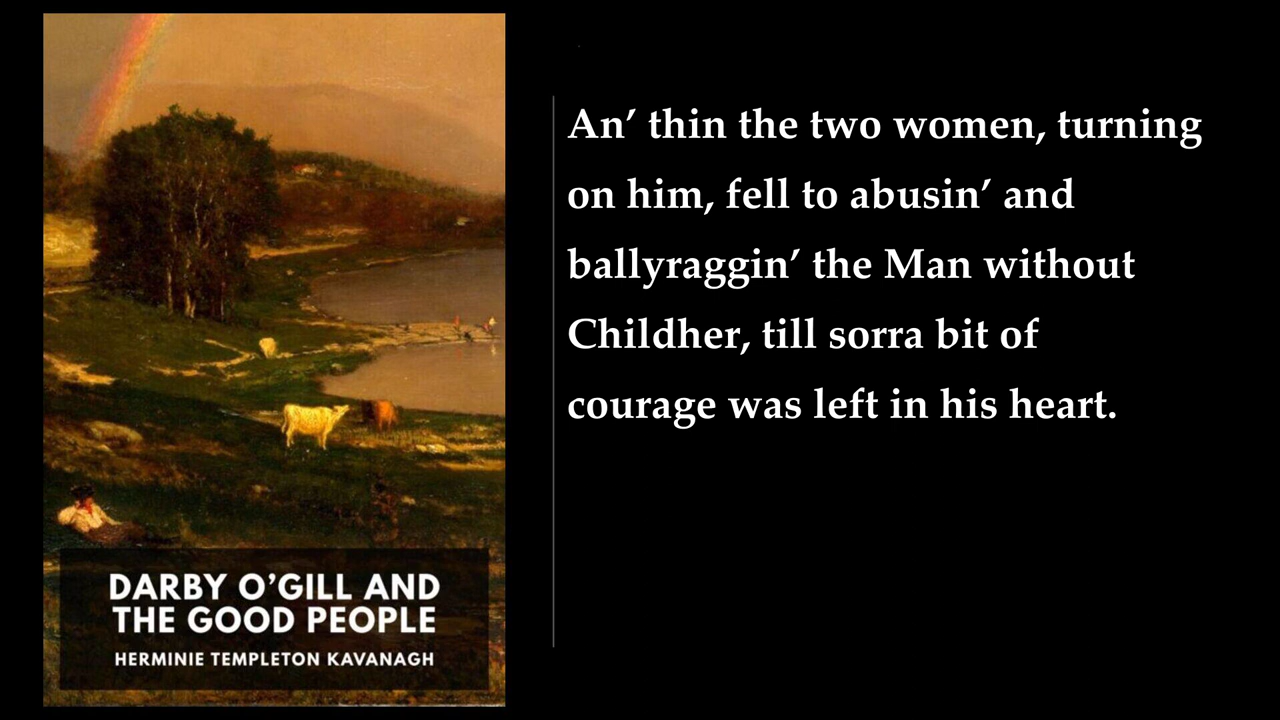 An’ thin the two women, turning
on him, fell to abusin’ and
ballyraggin’ the Man without
Childher, till sorra bit of
courage was left in his heart.
DARBY O’GILL AND
THE GOOD PEOPLE
HERMINIE TEMPLETON KAVANAGH